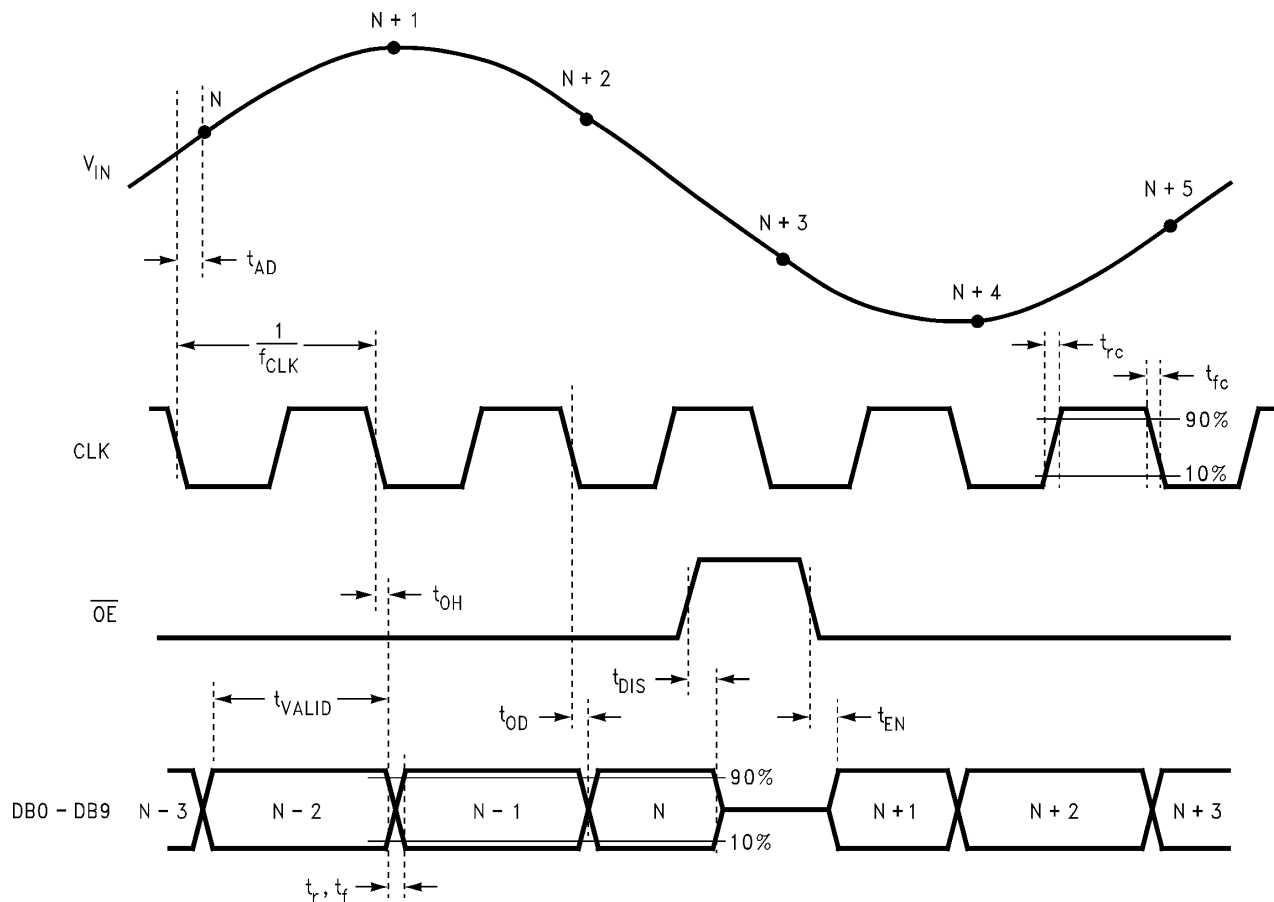 N + 1
N + 2
N
V_IN
N + 5
N + 3
t_AD
N + 4
1
f_CLK
t_rc
t_fc
90%
CLK
10%
t_OH
OE
t_DIS
t_VALID
t_OD
t_EN
90%
DB0 - DB9 N - 3 N - 2 N - 1 N N + 1 N + 2 N + 3
10%
t_r, t_f